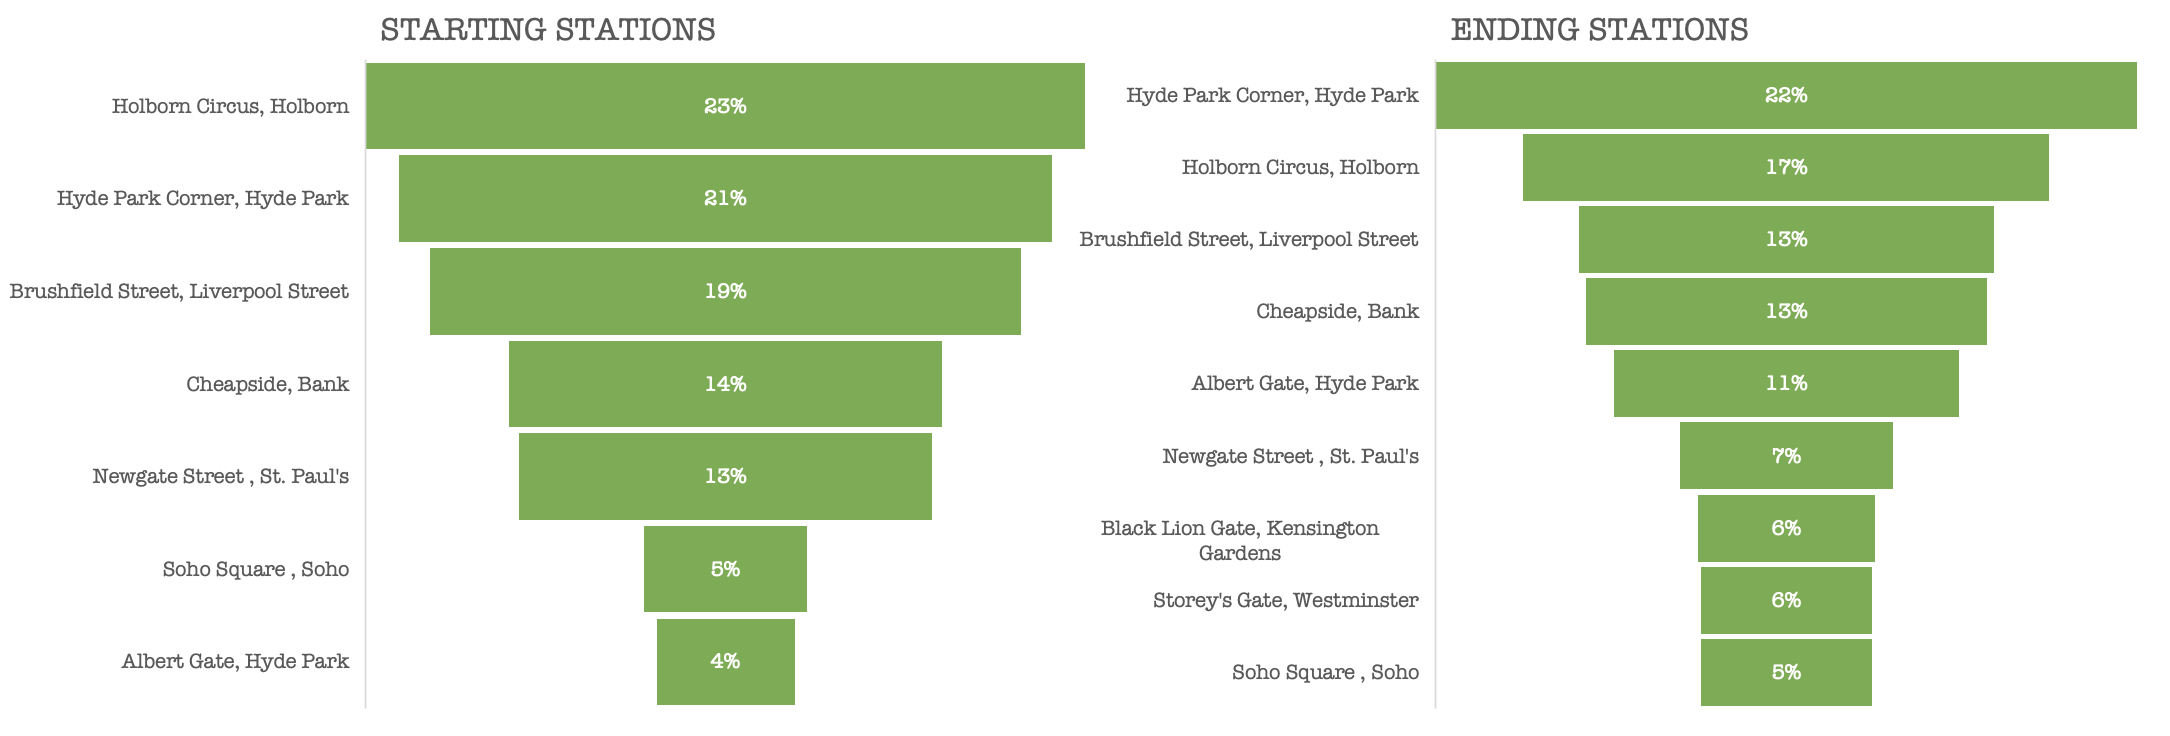 STARTING STATIONS
Holborn Circus, Holborn
23%
Hyde Park Corner, Hyde Park
21%
Brushfield Street, Liverpool Street
19%
Cheapside, Bank
14%
Newgate Street , St. Paul's
13%
Soho Square , Soho
5%
Albert Gate, Hyde Park
4%
ENDING STATIONS
Hyde Park Corner, Hyde Park
22%
Holborn Circus, Holborn
17%
Brushfield Street, Liverpool Street
13%
Cheapside, Bank
13%
Albert Gate, Hyde Park
11%
Newgate Street , St. Paul's
7%
Black Lion Gate, Kensington
Gardens
6%
Storey's Gate, Westminster
6%
Soho Square , Soho
5%